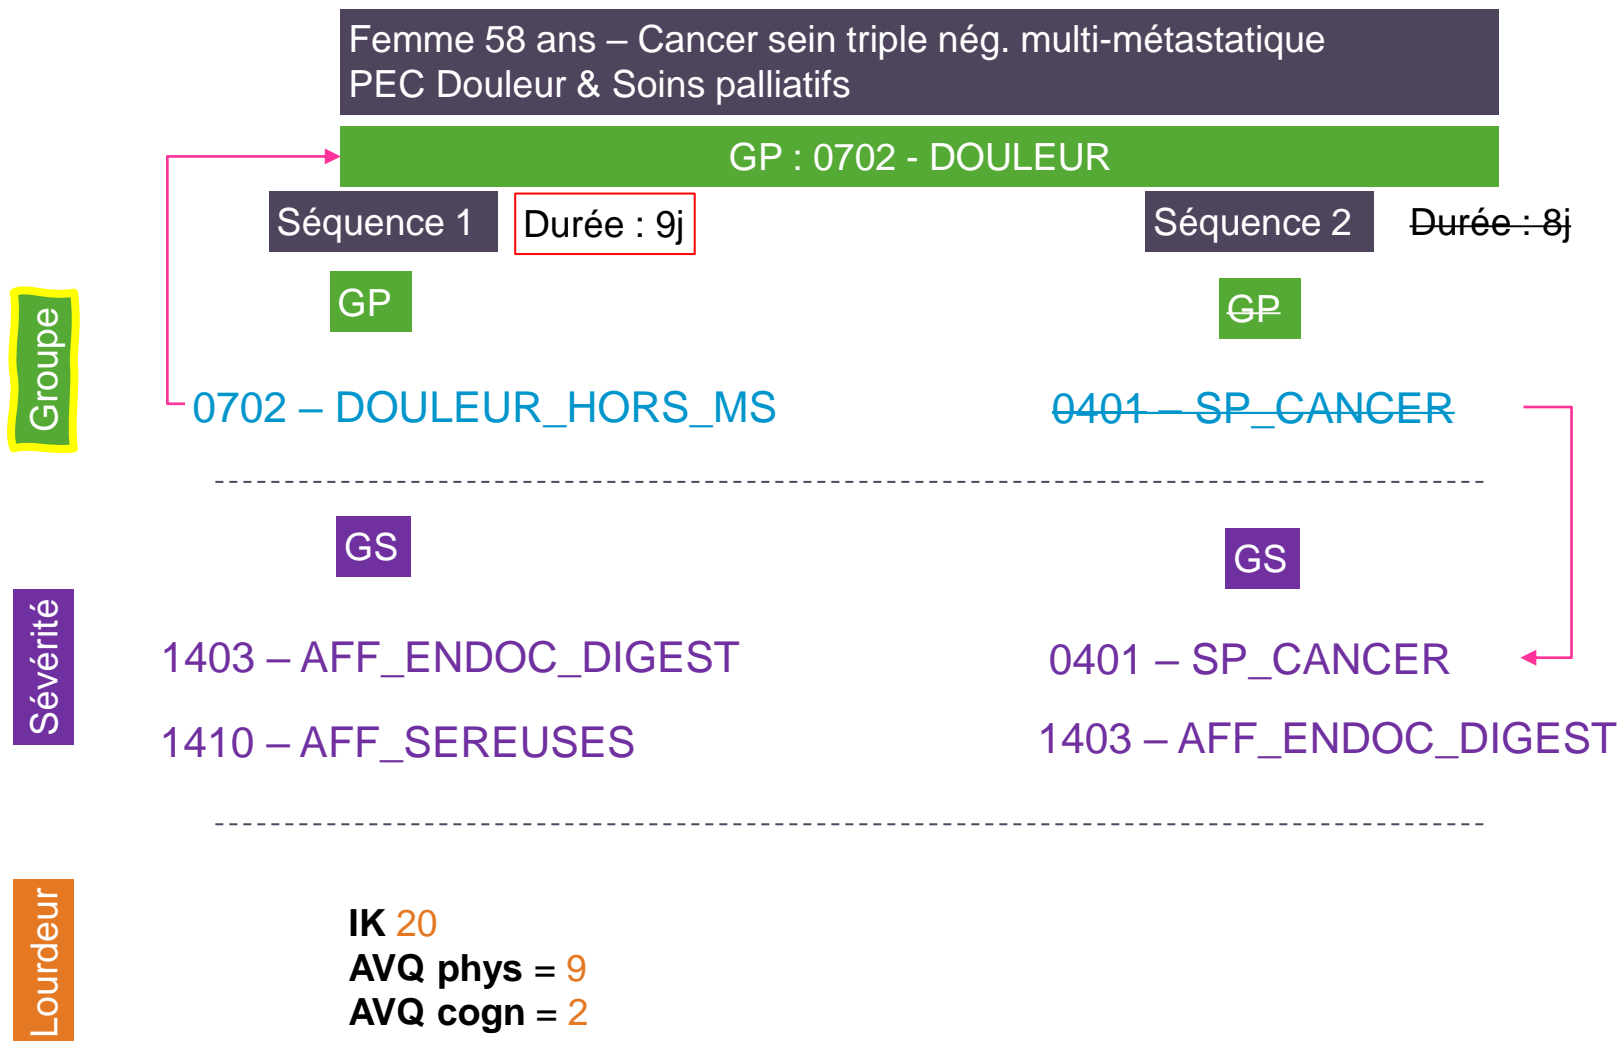 Femme 58 ans – Cancer sein triple nég. multi-métastatique
PEC Douleur & Soins palliatifs
GP : 0702 - DOULEUR
Séquence 1
Durée : 9j
Séquence 2
Durée : 8j
Groupe
GP
GP
0702 – DOULEUR_HORS_MS
0401 – SP_CANCER
Sévérité
GS
GS
1403 – AFF_ENDOC_DIGEST
0401 – SP_CANCER
1410 – AFF_SEREUSES
1403 – AFF_ENDOC_DIGEST
Lourdeur
IK 20
AVQ phys = 9
AVQ cogn = 2